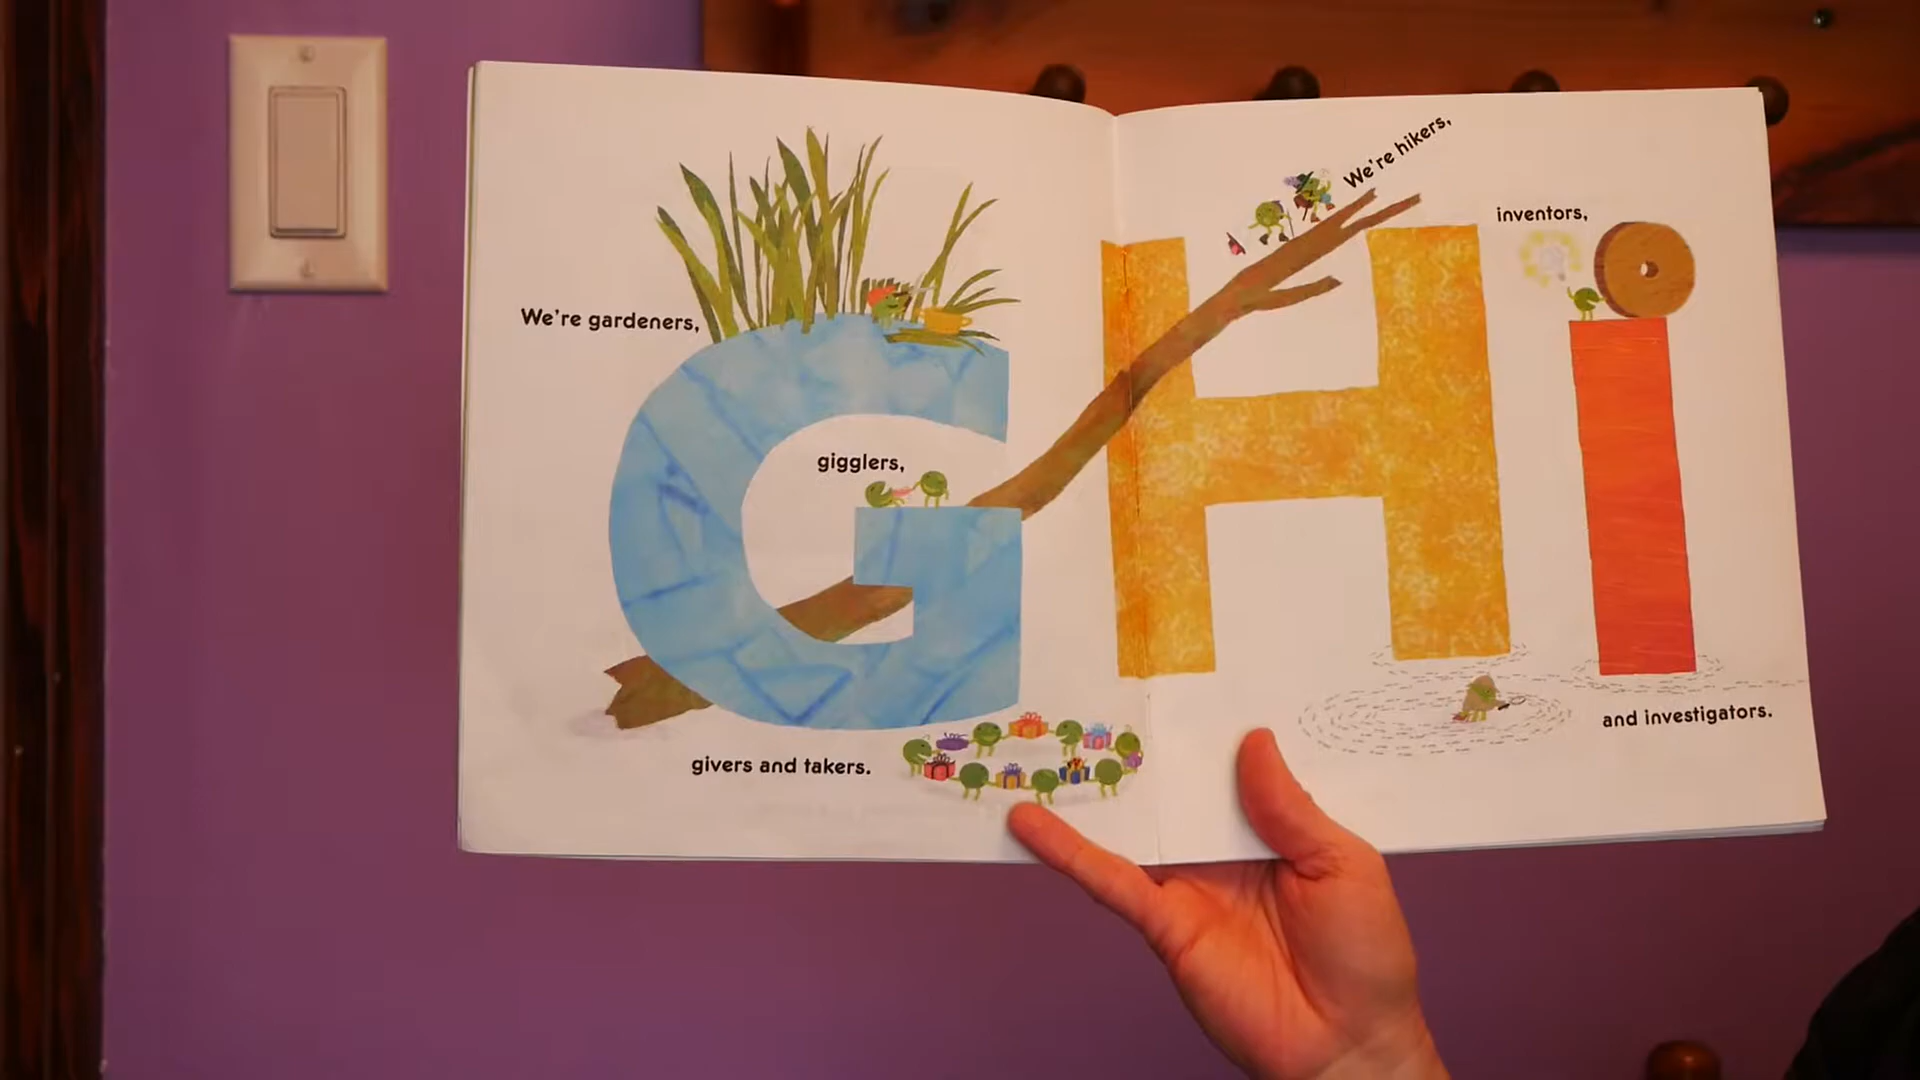 We're gardeners,
gigglers,
givers and takers.
We're hikers,
inventors,
and investigators.
G
H
i